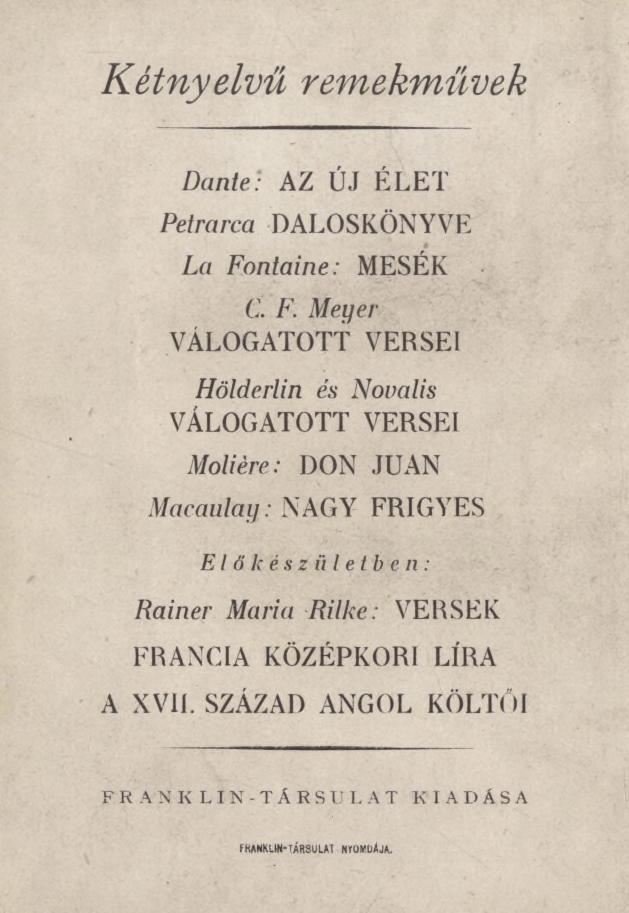 Kétnyelvű remekművek
Dante: AZ ÚJ ÉLET
Petrarca DALOSKÖNYVE
La Fontaine: MESÉK
C. F. Meyer
VÁLOGATOTT VERSEI
Hölderlin és Novalis
VÁLOGATOTT VERSEI
Molière: DON JUAN
Macaulay: NAGY FRIGYES
Előkészületben:
Rainer Maria Rilke: VERSEK
FRANCIA KÖZÉPKORI LÍRA
A XVII. SZÁZAD ANGOL KÖLTŐI
FRANKLIN-TÁRSULAT KIADÁSA
FRANKLIN-TÁRSULAT NYOMDÁJA.